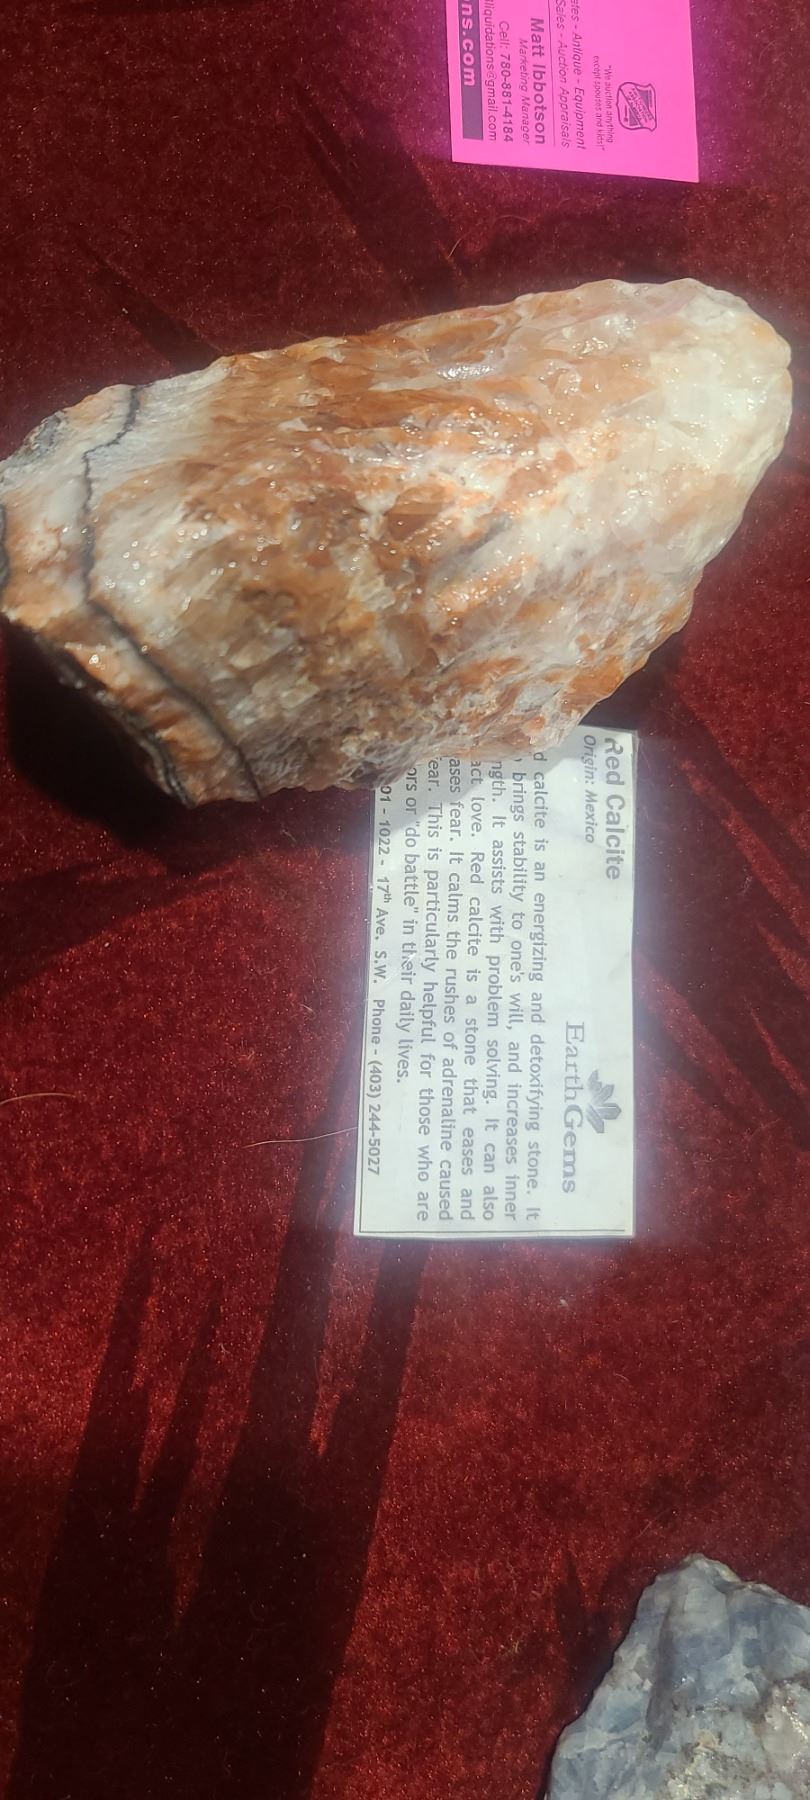 "We auction anything
except spouses and kids!"
ates - Antique - Equipment
Sales - Auction Appraisals
Matt Ibbotson
Marketing Manager
Cell: 780-881-4184
liquidations@gmail.com
ns.com
Red Calcite
Origin: Mexico
Earth Gems
d calcite is an energizing and detoxifying stone. It
brings stability to one's will, and increases inner
ngth. It assists with problem solving. It can also
act love. Red calcite is a stone that eases and
ases fear. It calms the rushes of adrenaline caused
ear. This is particularly helpful for those who are
ors or "do battle" in their daily lives.
01 - 1022 - 17th Ave. S.W. Phone - (403) 244-5027